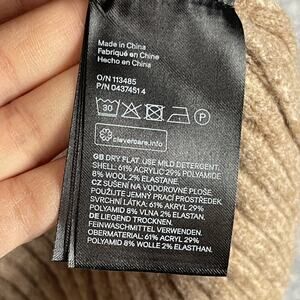 Made in China
Fabriqué en Chine
Hecho en China
O/N 113485
P/N 0437451 4
30
clevercare.info
GB DRY FLAT. USE MILD DETERGENT.
SHELL: 61% ACRYLIC 29% POLYAMIDE
8% WOOL 2% ELASTANE.
CZ SUŠENÍ NA VODOROVNÉ PLOŠE.
POUŽIJTE JEMNÝ PRACÍ PROSTŘEDEK.
SVRCHNÍ LÁTKA: 61% AKRYL 29%
POLYAMID 8% VLNA 2% ELASTAN.
DE LIEGEND TROCKNEN.
FEINWASCHMITTEL VERWENDEN.
OBERMATERIAL: 61% ACRYL 29%
POLYAMID 8% WOLLE 2% ELASTHAN.